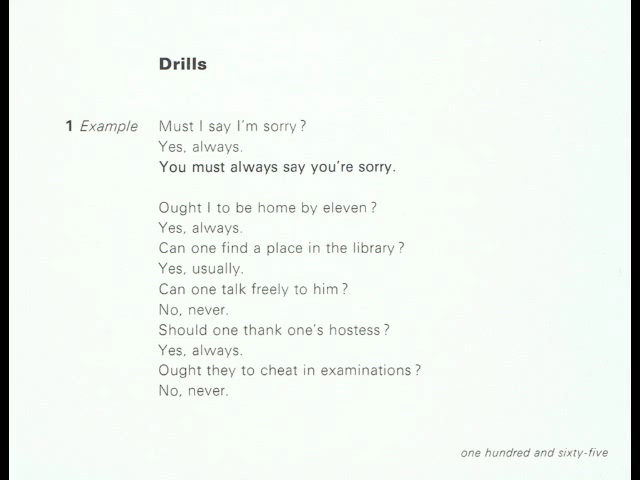 Drills
1 Example Must I say I'm sorry?
Yes, always.
You must always say you're sorry.
Ought I to be home by eleven?
Yes, always.
Can one find a place in the library?
Yes, usually.
Can one talk freely to him?
No, never.
Should one thank one's hostess?
Yes, always.
Ought they to cheat in examinations?
No, never.
one hundred and sixty-five